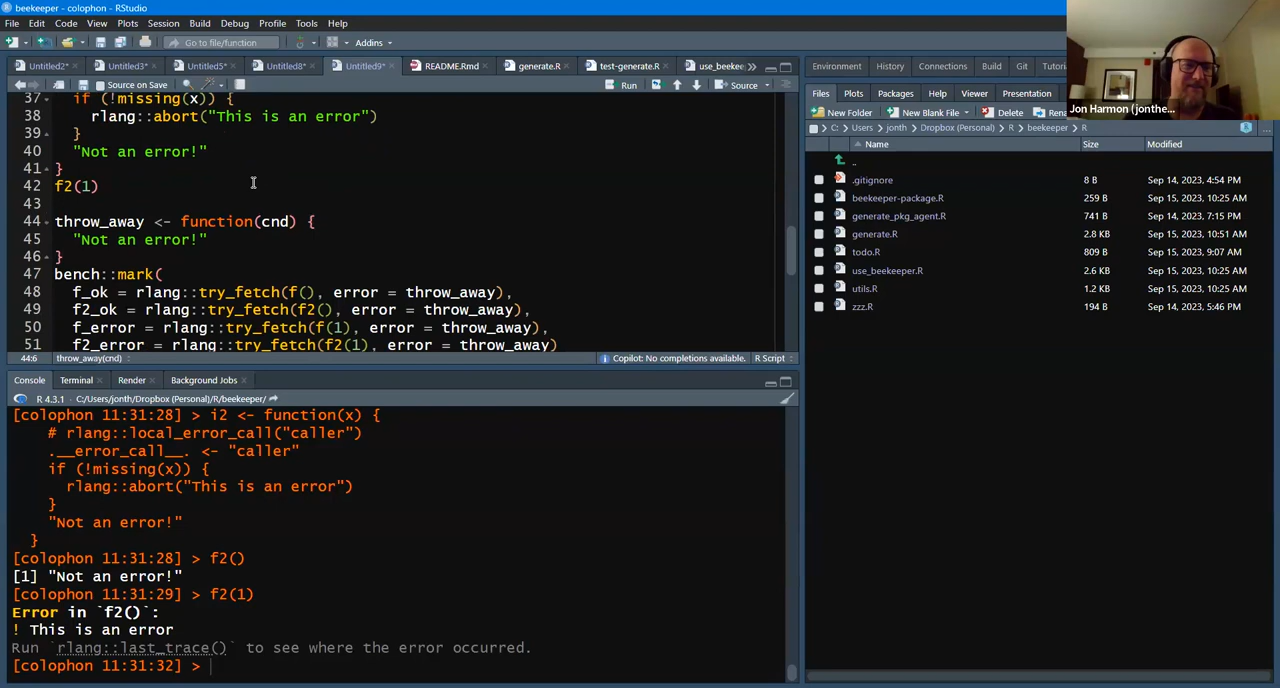 beekeeper - colophon - RStudio
File Edit Code View Plots Session Build Debug Profile Tools Help
Go to file/function Addins
Untitled2* Untitled3* Untitled5* Untitled8* Untitled9* README.Rmd generate.R test-generate.R use_beekee
Source on Save Run Source
37 if (!missing(x)) {
38 rlang::abort("This is an error")
39 }
40 "Not an error!"
41 }
42 f2(1)
43
44 throw_away <- function(cnd) {
45 "Not an error!"
46 }
47 bench::mark(
48 f_ok = rlang::try_fetch(f(), error = throw_away),
49 f2_ok = rlang::try_fetch(f2(), error = throw_away),
50 f_error = rlang::try_fetch(f(1), error = throw_away),
51 f2_error = rlang::try_fetch(f2(1), error = throw_away)
44:6 throw_away(cnd) Copilot: No completions available. R Script
Console Terminal Render Background Jobs
R 4.3.1 · C:/Users/jonth/Dropbox (Personal)/R/beekeeper/
[colophon 11:31:28] > i2 <- function(x) {
# rlang::local_error_call("caller")
.__error_call__. <- "caller"
if (!missing(x)) {
rlang::abort("This is an error")
}
"Not an error!"
}
[colophon 11:31:28] > f2()
[1] "Not an error!"
[colophon 11:31:29] > f2(1)
Error in `f2()`:
! This is an error
Run `rlang::last_trace()` to see where the error occurred.
[colophon 11:31:32] >
Environment History Connections Build Git Tutori
Jon Harmon (jonthe...
Files Plots Packages Help Viewer Presentation
New Folder New Blank File Delete Rena
C: Users jonth Dropbox (Personal) R beekeeper R ...
Name Size Modified
..
.gitignore 8 B Sep 14, 2023, 4:54 PM
beekeeper-package.R 259 B Sep 15, 2023, 10:25 AM
generate_pkg_agent.R 741 B Sep 14, 2023, 7:15 PM
generate.R 2.8 KB Sep 15, 2023, 10:51 AM
todo.R 809 B Sep 15, 2023, 9:07 AM
use_beekeeper.R 2.6 KB Sep 15, 2023, 10:25 AM
utils.R 1.2 KB Sep 15, 2023, 10:25 AM
zzz.R 194 B Sep 14, 2023, 5:46 PM